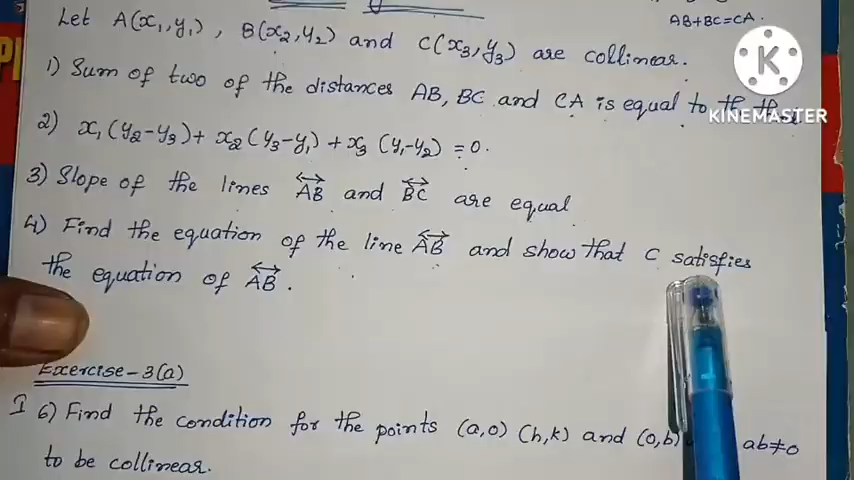 AB+BC=CA.
Let A(x₁,y₁), B(x₂,y₂) and C(x₃,y₃) are collinear.
1) Sum of two of the distances AB, BC and CA is equal to the
KINEMASTER
2) x₁(y₂-y₃)+ x₂(y₃-y₁)+x₃(y₁-y₂)=0.
3) Slope of the lines AB and BC are equal
4) Find the equation of the line AB and show that C satisfies
the equation of AB.
Exercise-3(a)
I 6) Find the condition for the points (a,0) (h,k) and (0,b) ab≠0
to be collinear.